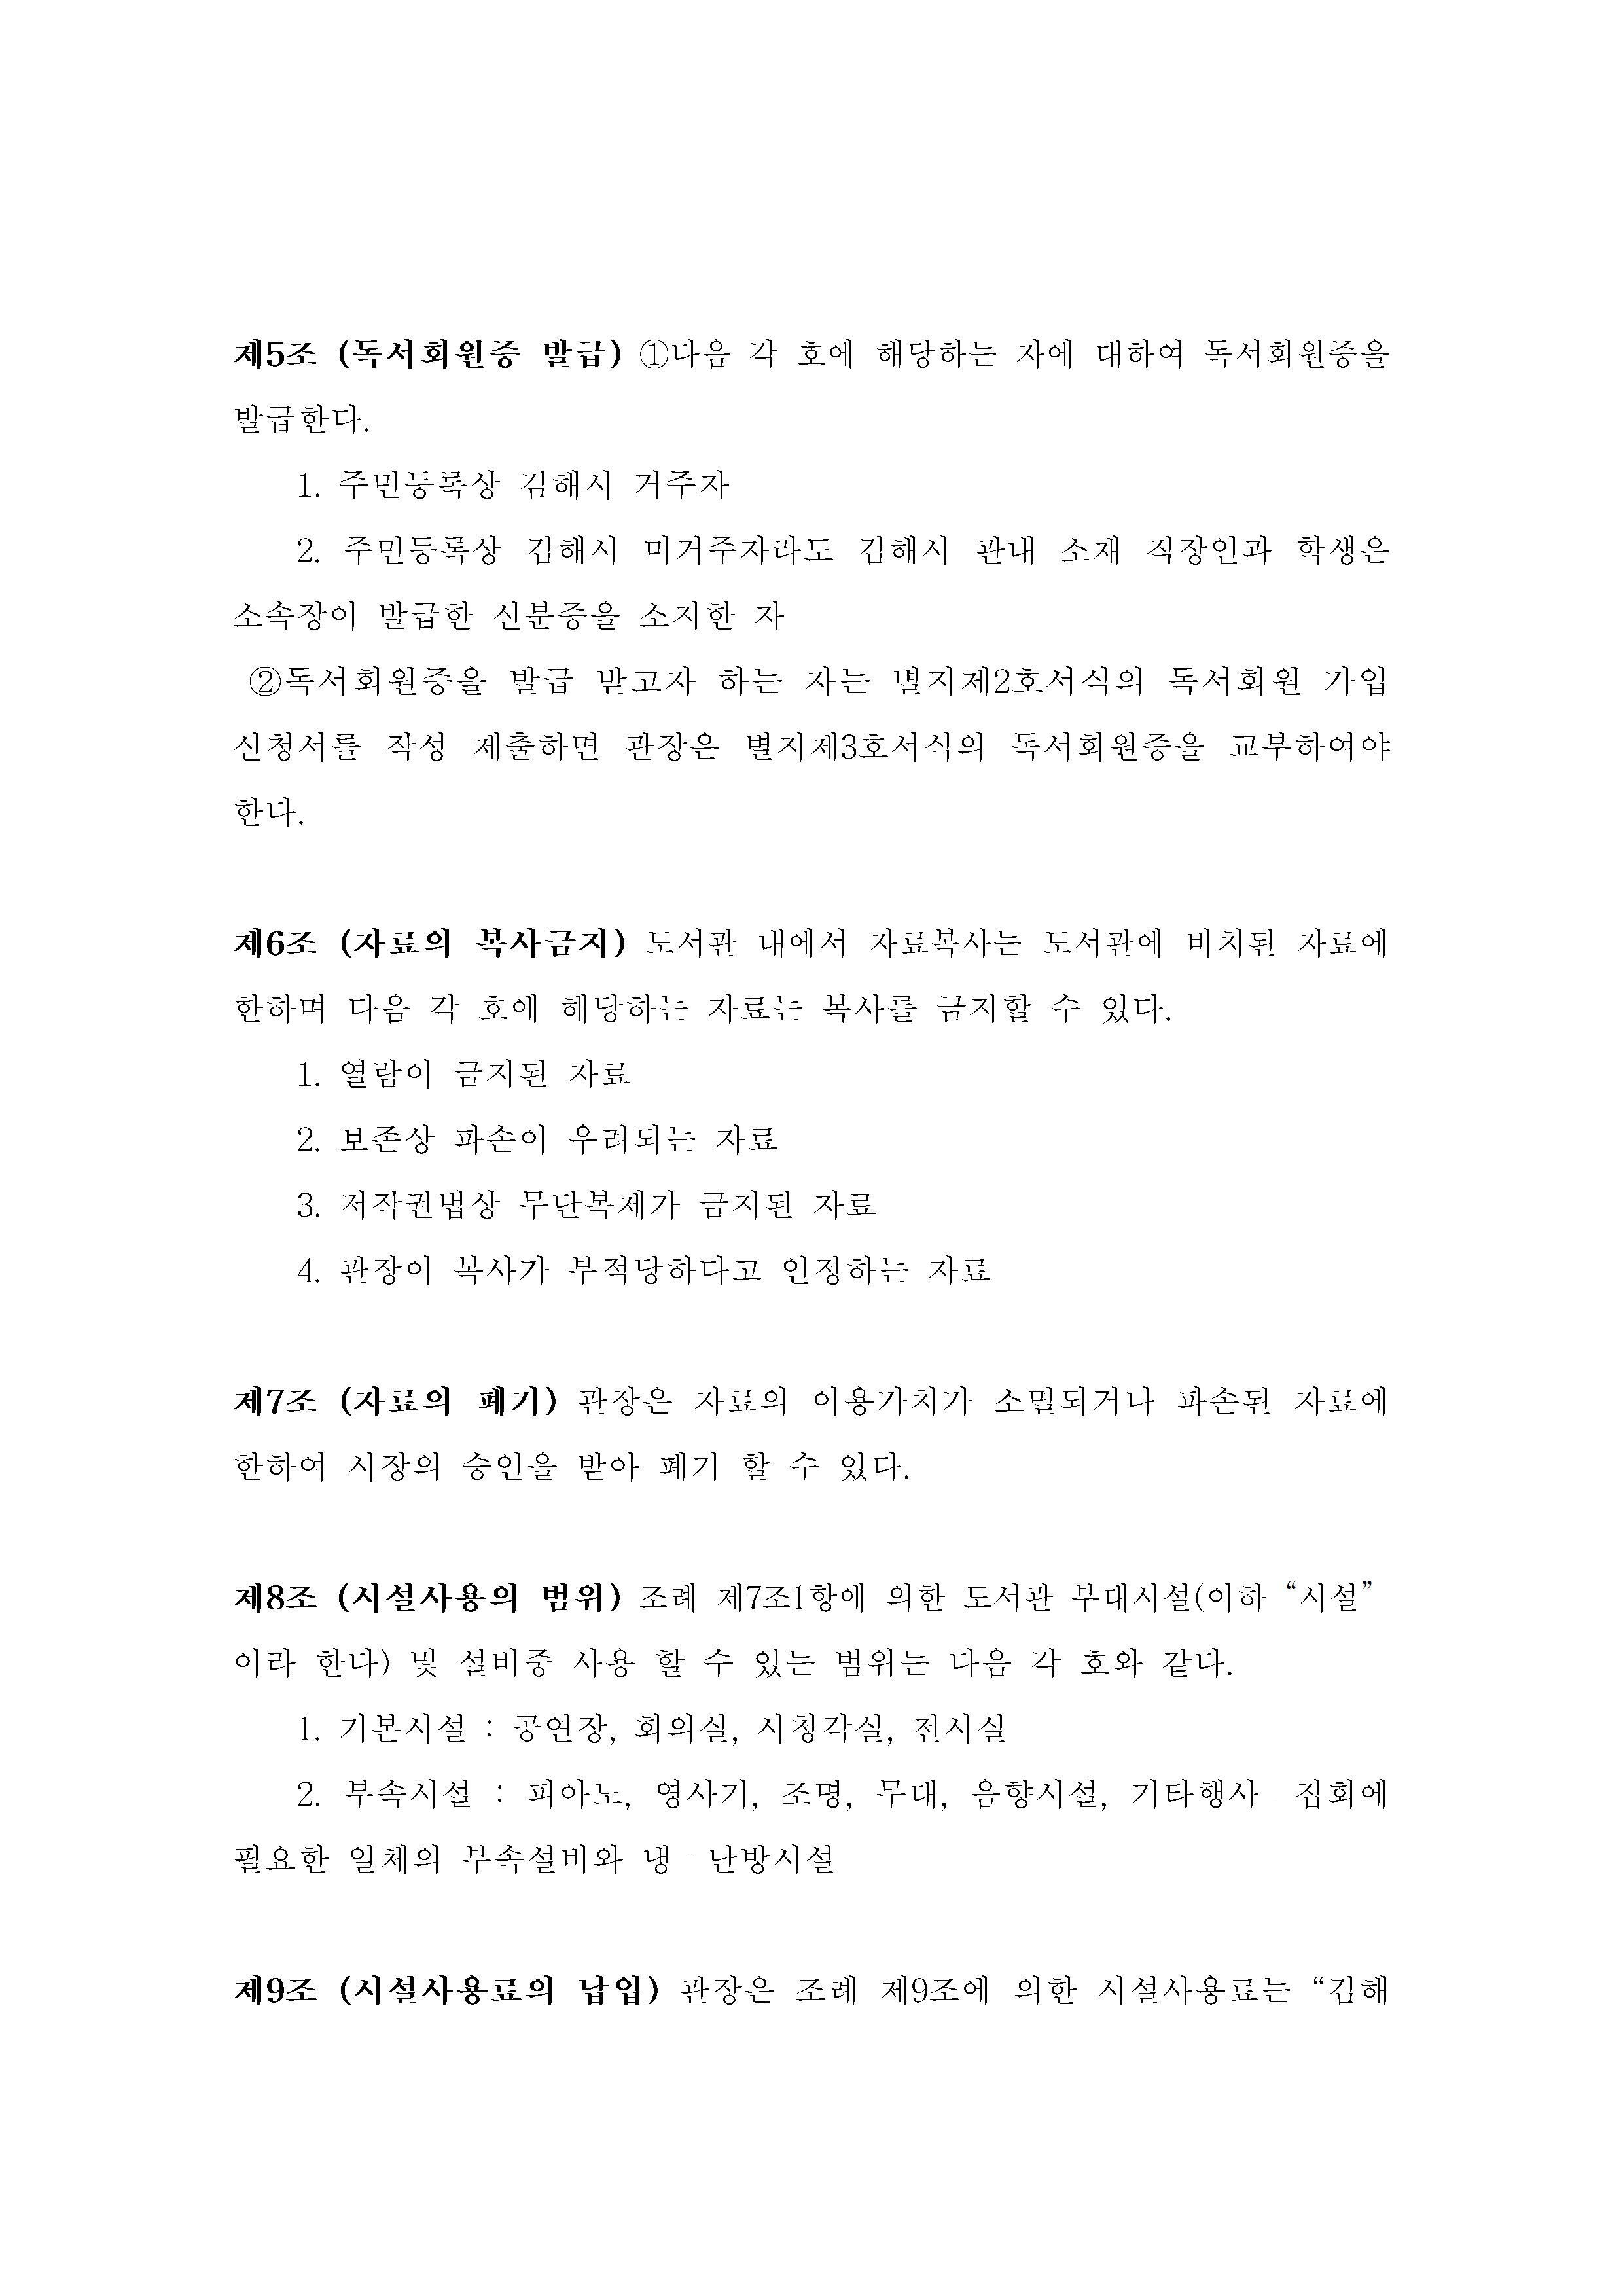 제5조 (독서회원증 발급) ①다음 각 호에 해당하는 자에 대하여 독서회원증을
발급한다.
1. 주민등록상 김해시 거주자
2. 주민등록상 김해시 미거주자라도 김해시 관내 소재 직장인과 학생은
소속장이 발급한 신분증을 소지한 자
②독서회원증을 발급 받고자 하는 자는 별지제2호서식의 독서회원 가입
신청서를 작성 제출하면 관장은 별지제3호서식의 독서회원증을 교부하여야
한다.
제6조 (자료의 복사금지) 도서관 내에서 자료복사는 도서관에 비치된 자료에
한하며 다음 각 호에 해당하는 자료는 복사를 금지할 수 있다.
1. 열람이 금지된 자료
2. 보존상 파손이 우려되는 자료
3. 저작권법상 무단복제가 금지된 자료
4. 관장이 복사가 부적당하다고 인정하는 자료
제7조 (자료의 폐기) 관장은 자료의 이용가치가 소멸되거나 파손된 자료에
한하여 시장의 승인을 받아 폐기 할 수 있다.
제8조 (시설사용의 범위) 조례 제7조1항에 의한 도서관 부대시설(이하 “시설”
이라 한다) 및 설비중 사용 할 수 있는 범위는 다음 각 호와 같다.
1. 기본시설 : 공연장, 회의실, 시청각실, 전시실
2. 부속시설 : 피아노, 영사기, 조명, 무대, 음향시설, 기타행사 집회에
필요한 일체의 부속설비와 냉 난방시설
제9조 (시설사용료의 납입) 관장은 조례 제9조에 의한 시설사용료는 “김해